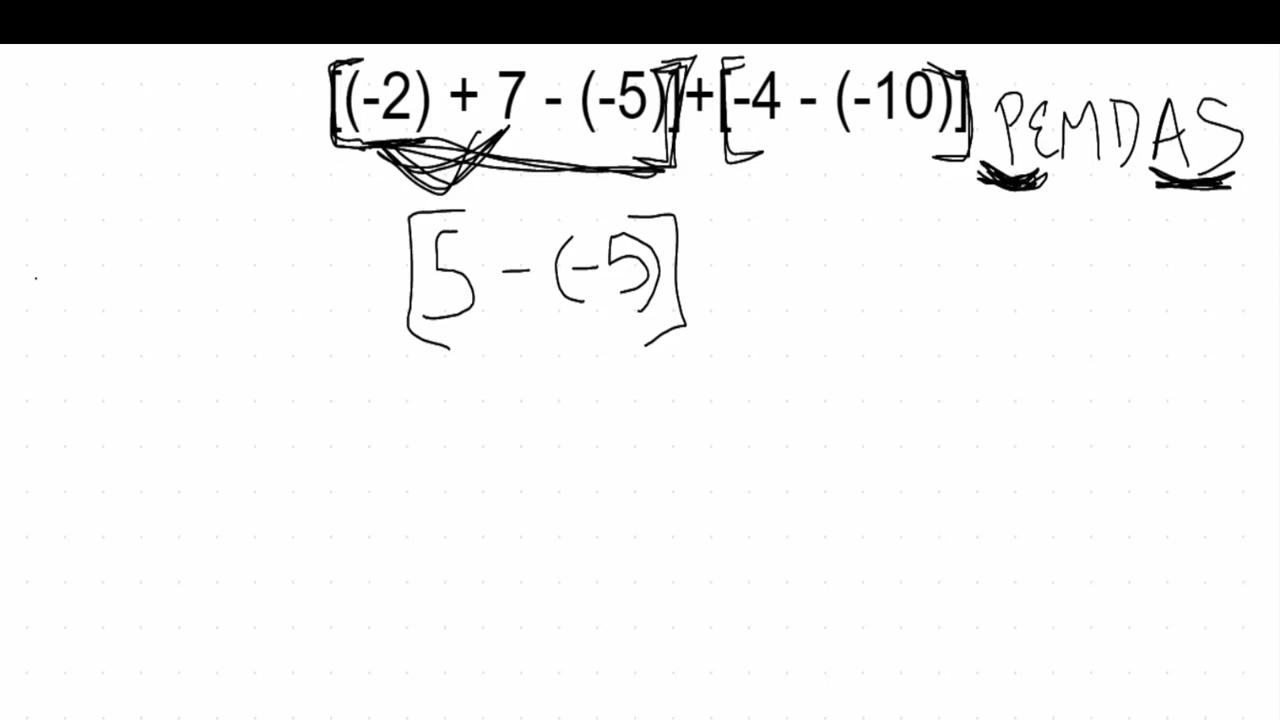 [(-2) + 7 - (-5)]+[-4 - (-10)] PEMDAS
[5 - (-5)]